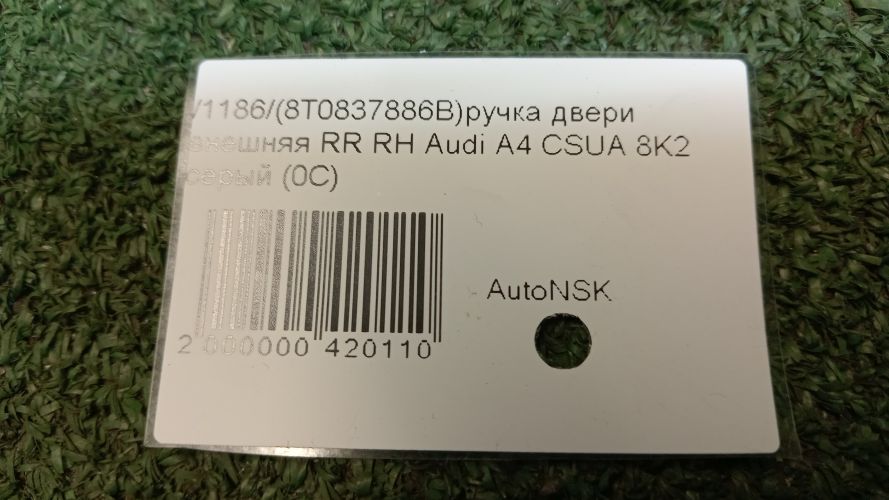 /1186/(8T0837886B)ручка двери
внешняя RR RH Audi A4 CSUA 8K2
серый (0C)
AutoNSK
2 000000 420110